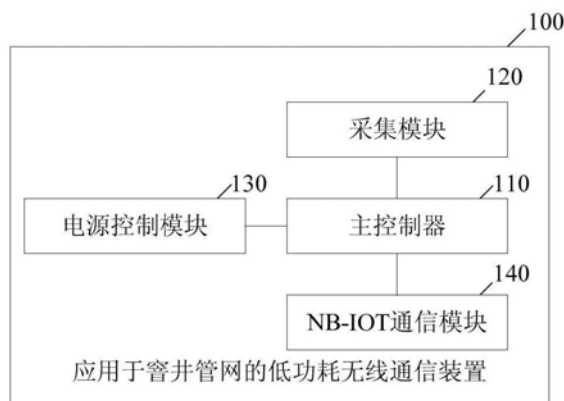 100
120
采集模块
130
110
电源控制模块
主控制器
140
NB-IOT通信模块
应用于窨井管网的低功耗无线通信装置